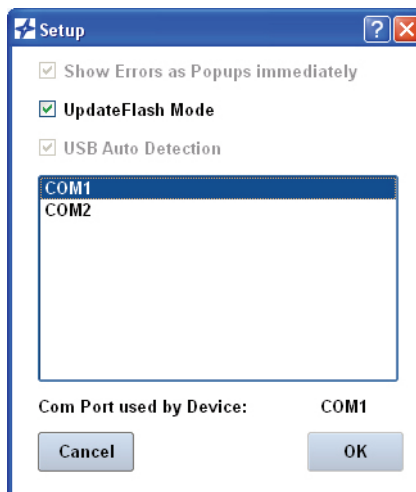 Setup
Show Errors as Popups immediately
UpdateFlash Mode
USB Auto Detection
COM1
COM2
Com Port used by Device: COM1
Cancel OK